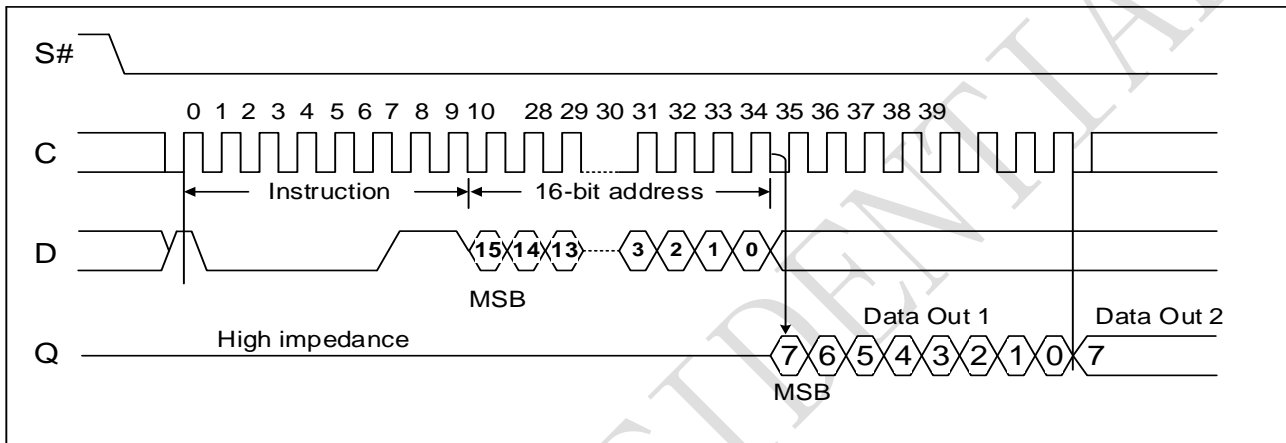 S#
0 1 2 3 4 5 6 7 8 9 10 28 29 30 31 32 33 34 35 36 37 38 39
C
Instruction 16-bit address
D
15 14 13 3 2 1 0
MSB
High impedance Data Out 1 Data Out 2
Q
7 6 5 4 3 2 1 0 7
MSB
IDENTIAL